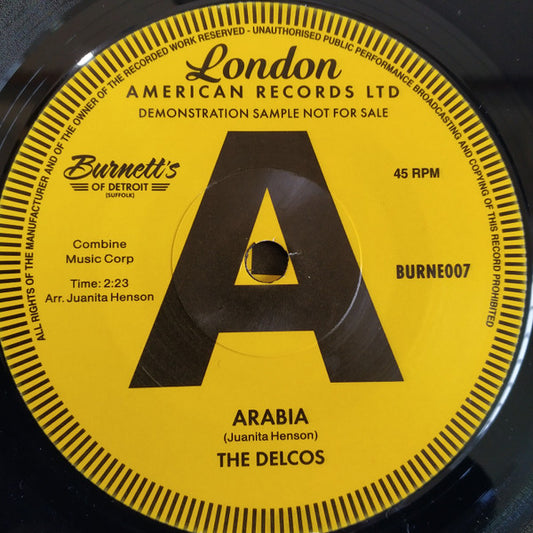 ALL RIGHTS OF THE MANUFACTURER AND OF THE OWNER OF THE RECORDED WORK RESERVED - UNAUTHORISED PUBLIC PERFORMANCE BROADCASTING AND COPYING OF THIS RECORD PROHIBITED
London
AMERICAN RECORDS LTD
DEMONSTRATION SAMPLE NOT FOR SALE
A
Burnett's
OF DETROIT
(SUFFOLK)
45 RPM
Combine
Music Corp
BURNE007
Time: 2:23
Arr. Juanita Henson
ARABIA
(Juanita Henson)
THE DELCOS